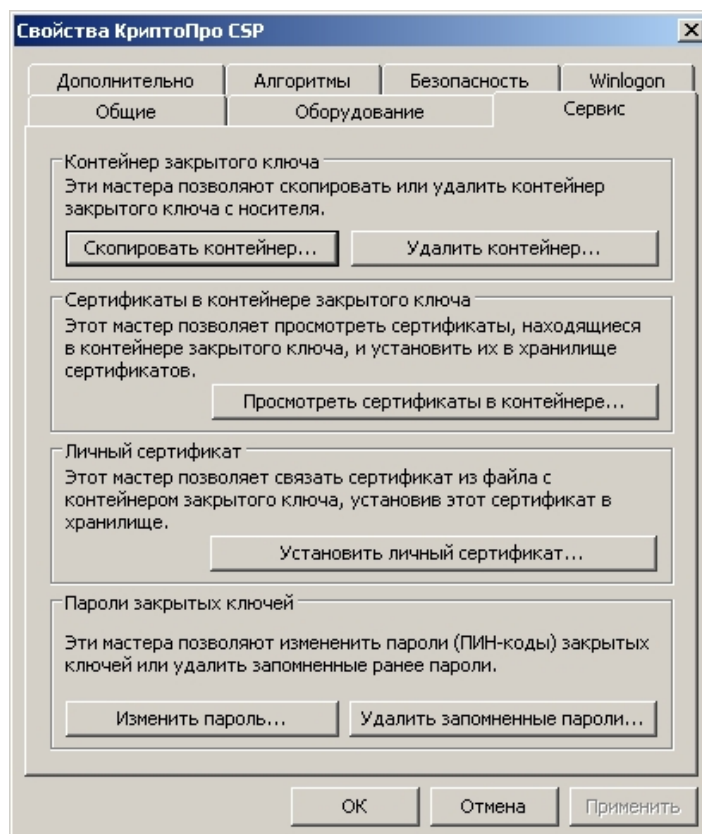 Свойства КриптоПро CSP
Дополнительно Алгоритмы Безопасность Winlogon
Общие Оборудование Сервис
Контейнер закрытого ключа
Эти мастера позволяют скопировать или удалить контейнер
закрытого ключа с носителя.
Скопировать контейнер... Удалить контейнер...
Сертификаты в контейнере закрытого ключа
Этот мастер позволяет просмотреть сертификаты, находящиеся
в контейнере закрытого ключа, и установить их в хранилище
сертификатов.
Просмотреть сертификаты в контейнере...
Личный сертификат
Этот мастер позволяет связать сертификат из файла с
контейнером закрытого ключа, установив этот сертификат в
хранилище.
Установить личный сертификат...
Пароли закрытых ключей
Эти мастера позволяют измененить пароли (ПИН-коды) закрытых
ключей или удалить запомненные ранее пароли.
Изменить пароль... Удалить запомненные пароли...
ОК Отмена Применить